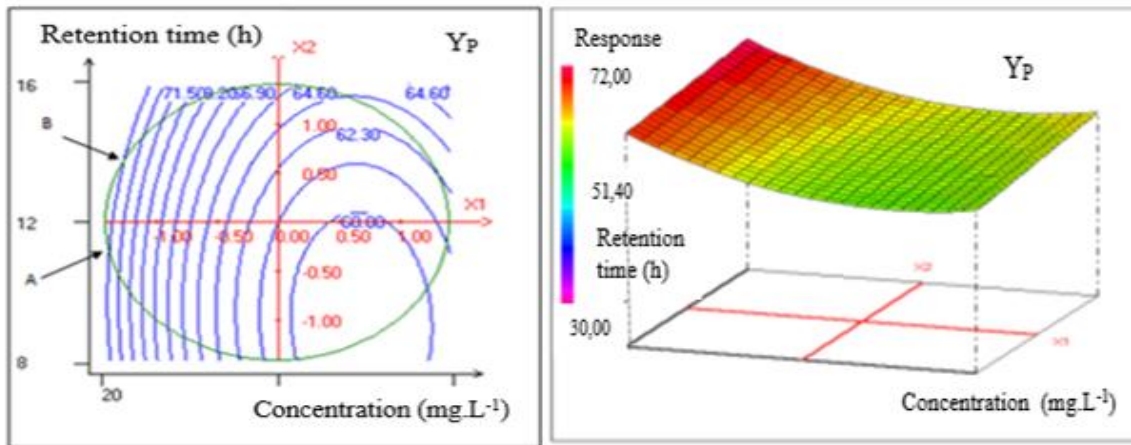 Retention time (h)
YP
X2
16
71.50
66.90
64.60
64.60
B
1.00
62.30
0.50
X1
12
60.00
-1.00
-0.50
0.00
0.50
1.00
-0.50
A
-1.00
8
20
Concentration (mg.L-1)
Response
YP
72,00
51,40
Retention
time (h)
30,00
X2
X1
Concentration (mg.L-1)